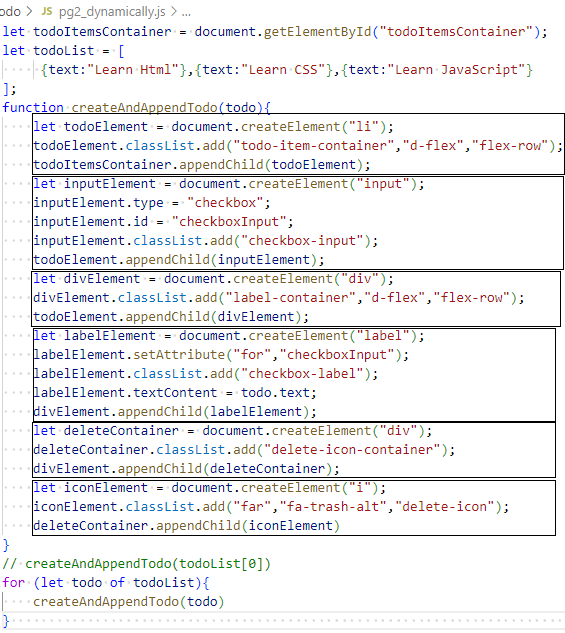 odo > JS pg2_dynamically.js > ...
let todoItemsContainer = document.getElementById("todoItemsContainer");
let todoList = [
    {text:"Learn Html"},{text:"Learn CSS"},{text:"Learn JavaScript"}
];
function createAndAppendTodo(todo){
    let todoElement = document.createElement("li");
    todoElement.classList.add("todo-item-container","d-flex","flex-row");
    todoItemsContainer.appendChild(todoElement);
    let inputElement = document.createElement("input");
    inputElement.type = "checkbox";
    inputElement.id = "checkboxInput";
    inputElement.classList.add("checkbox-input");
    todoElement.appendChild(inputElement);
    let divElement = document.createElement("div");
    divElement.classList.add("label-container","d-flex","flex-row");
    todoElement.appendChild(divElement);
    let labelElement = document.createElement("label");
    labelElement.setAttribute("for","checkboxInput");
    labelElement.classList.add("checkbox-label");
    labelElement.textContent = todo.text;
    divElement.appendChild(labelElement);
    let deleteContainer = document.createElement("div");
    deleteContainer.classList.add("delete-icon-container");
    divElement.appendChild(deleteContainer);
    let iconElement = document.createElement("i");
    iconElement.classList.add("far","fa-trash-alt","delete-icon");
    deleteContainer.appendChild(iconElement)
}
// createAndAppendTodo(todoList[0])
for (let todo of todoList){
    createAndAppendTodo(todo)
}